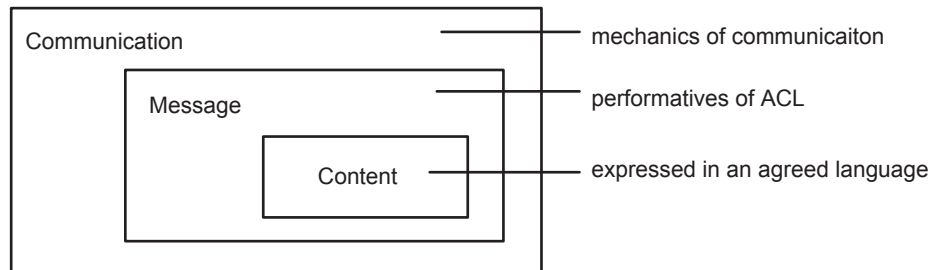 Communication
mechanics of communicaiton
Message
performatives of ACL
Content
expressed in an agreed language